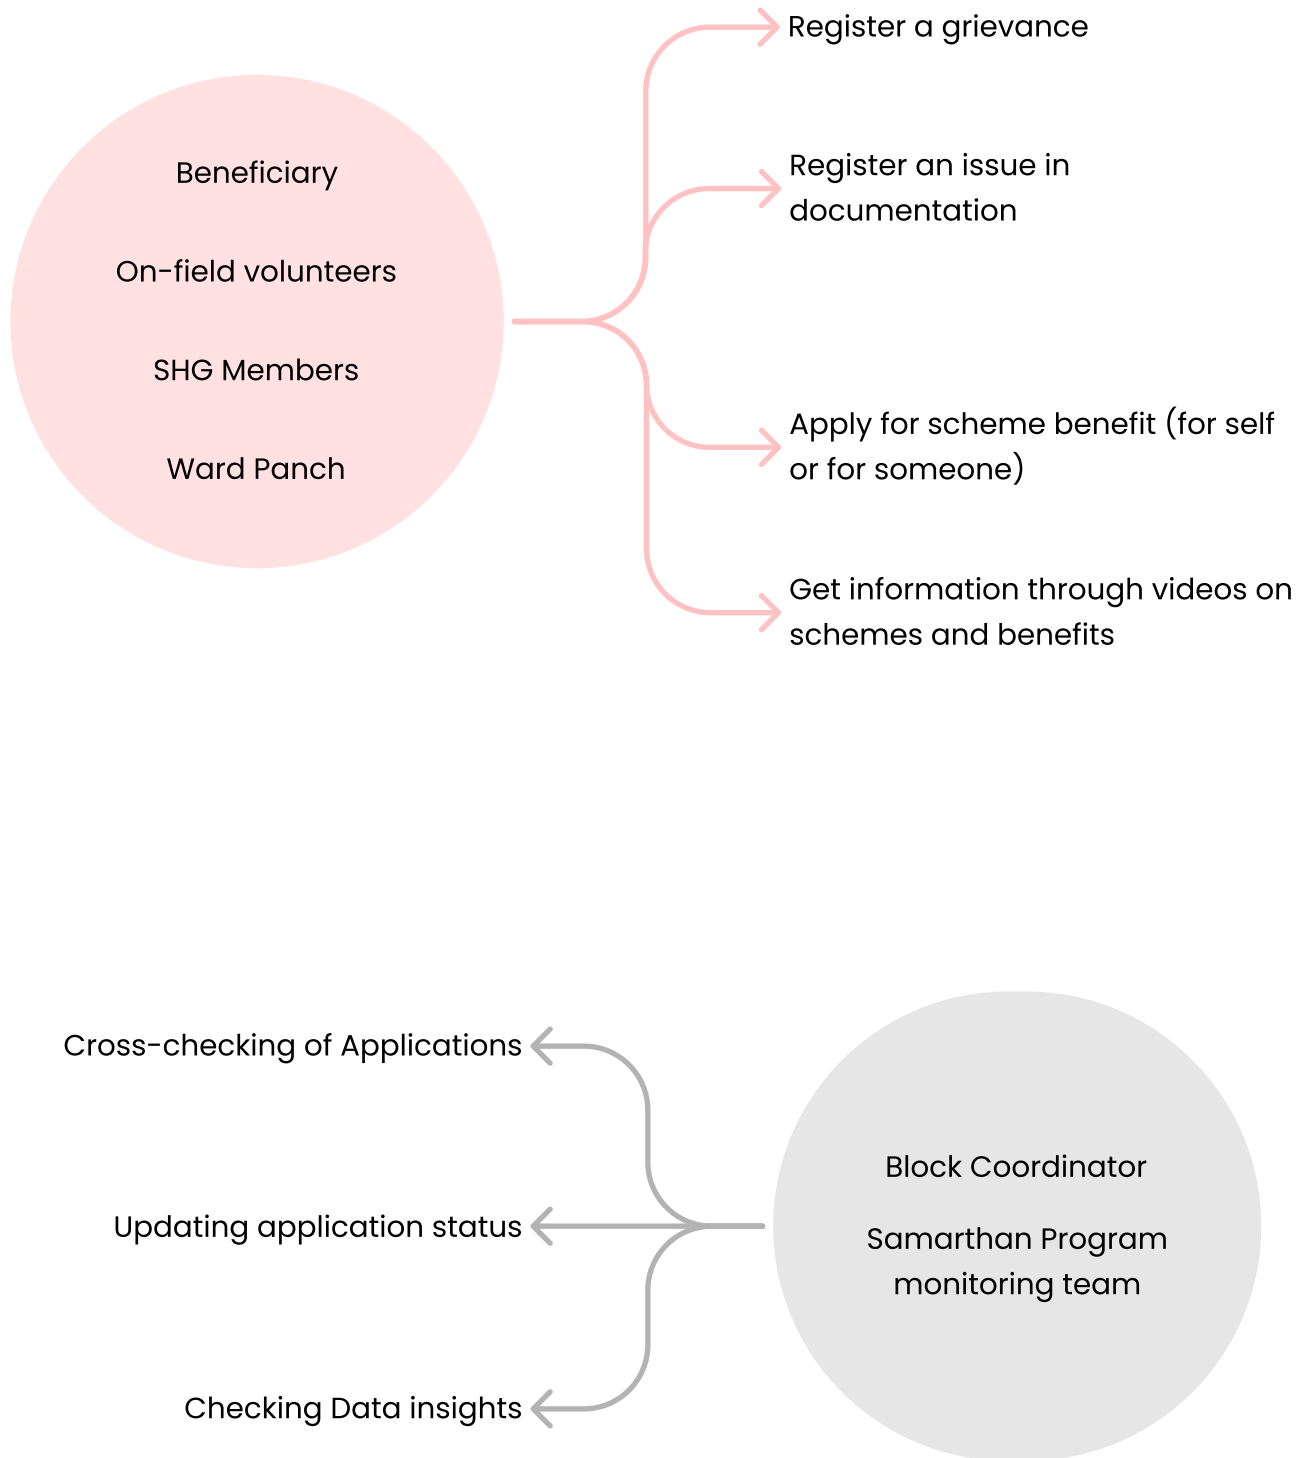 Beneficiary
On-field volunteers
SHG Members
Ward Panch
Register a grievance
Register an issue in
documentation
Apply for scheme benefit (for self
or for someone)
Get information through videos on
schemes and benefits
Cross-checking of Applications
Updating application status
Checking Data insights
Block Coordinator
Samarthan Program
monitoring team